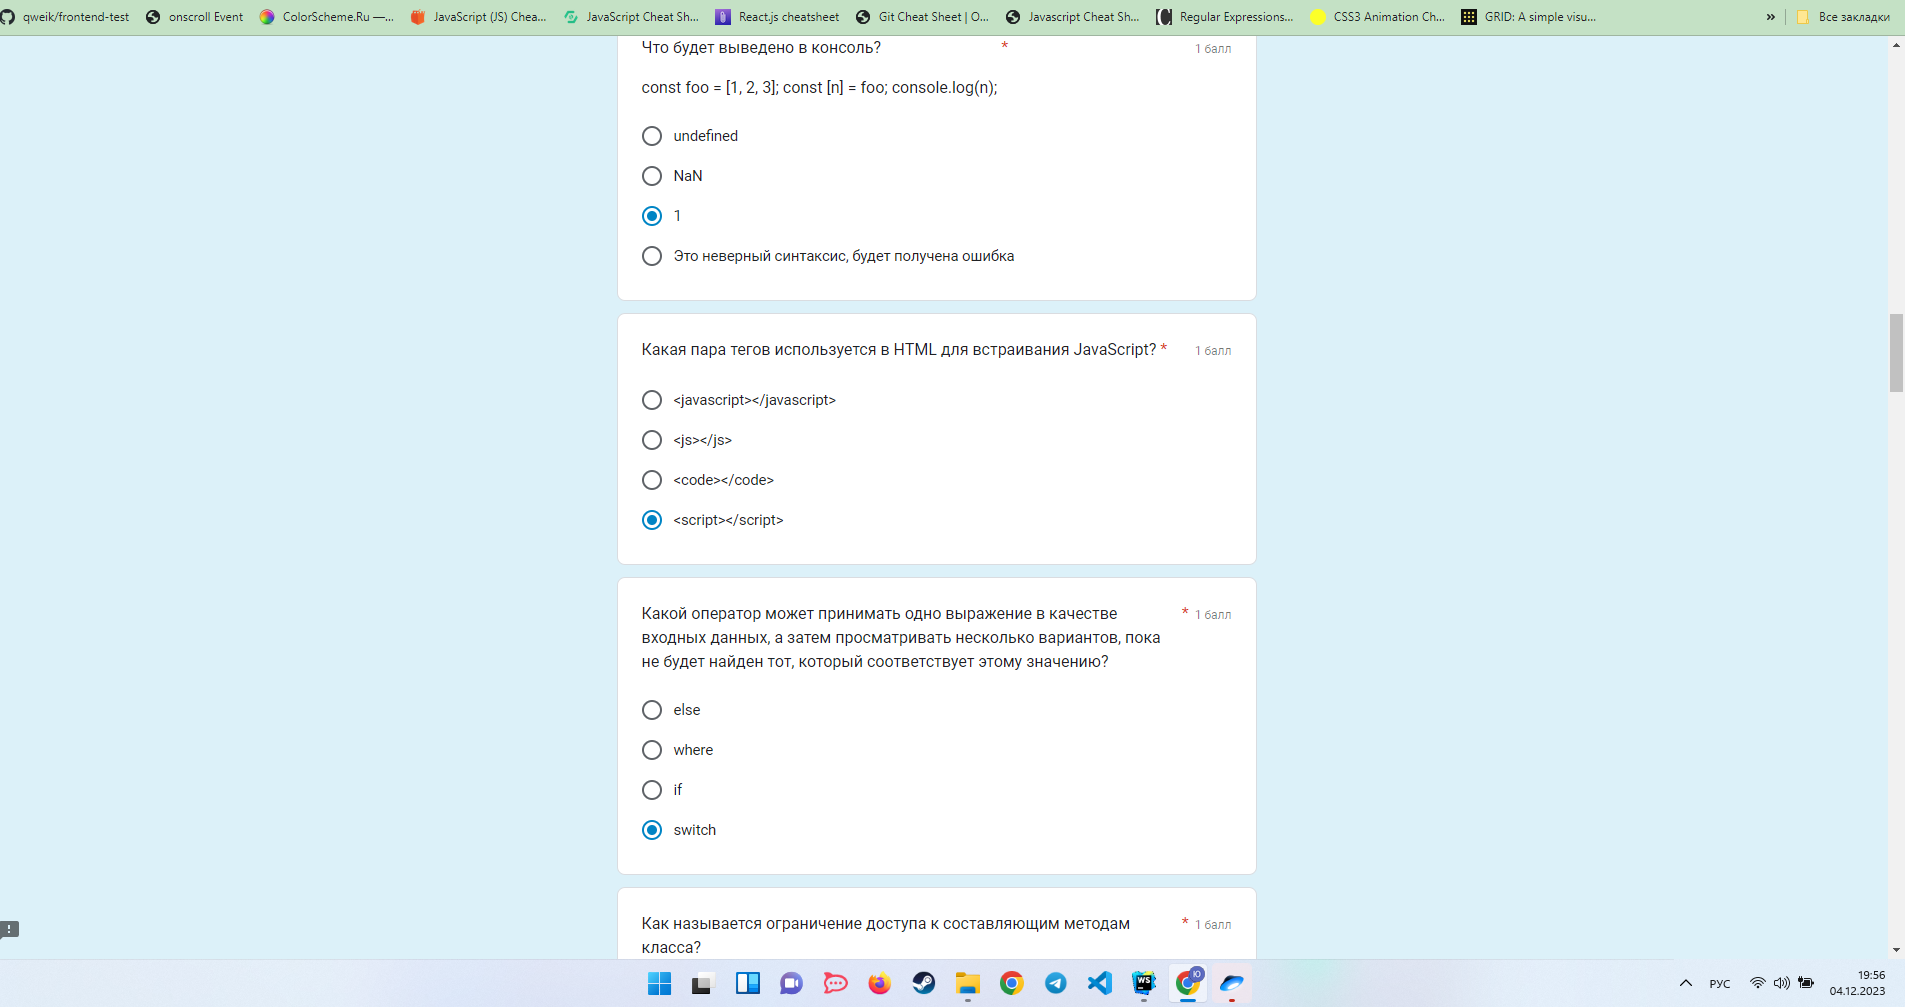 qweik/frontend-test onscroll Event ColorScheme.Ru —... JavaScript (JS) Chea... JavaScript Cheat Sh... React.js cheatsheet Git Cheat Sheet | O... Javascript Cheat Sh... Regular Expressions... CSS3 Animation Ch... GRID: A simple visu... » Все закладки
Что будет выведено в консоль? * 1 балл
const foo = [1, 2, 3]; const [n] = foo; console.log(n);
undefined
NaN
1
Это неверный синтаксис, будет получена ошибка
Какая пара тегов используется в HTML для встраивания JavaScript? * 1 балл
<javascript></javascript>
<js></js>
<code></code>
<script></script>
Какой оператор может принимать одно выражение в качестве * 1 балл
входных данных, а затем просматривать несколько вариантов, пока
не будет найден тот, который соответствует этому значению?
else
where
if
switch
Как называется ограничение доступа к составляющим методам * 1 балл
класса?
WS
Ю
РУС
19:56
04.12.2023